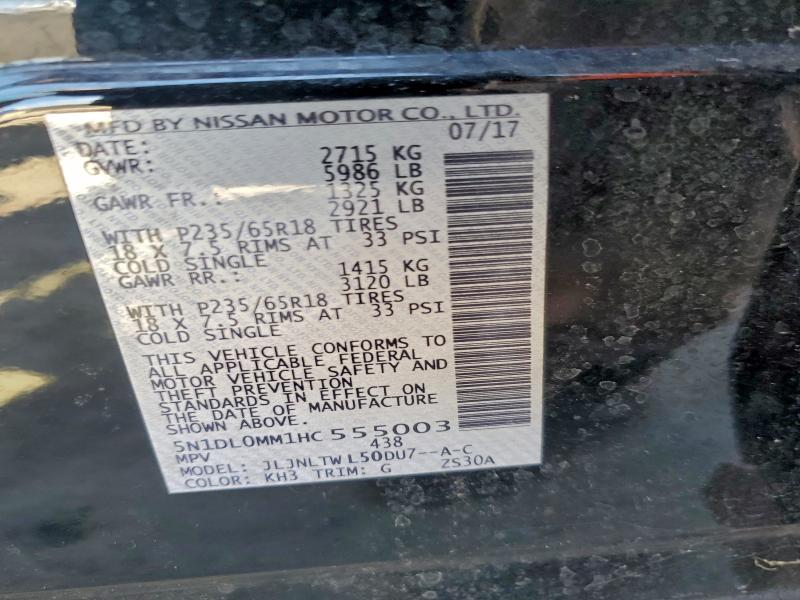 MFD BY NISSAN MOTOR CO., LTD.
DATE: 07/17
GVWR: 2715 KG
5986 LB
GAWR FR.: 1325 KG
2921 LB
WITH P235/65R18 TIRES
18 X 7.5 RIMS AT 33 PSI
COLD SINGLE
GAWR RR.: 1415 KG
3120 LB
WITH P235/65R18 TIRES
18 X 7.5 RIMS AT 33 PSI
COLD SINGLE
THIS VEHICLE CONFORMS TO
ALL APPLICABLE FEDERAL
MOTOR VEHICLE SAFETY AND
THEFT PREVENTION
STANDARDS IN EFFECT ON
THE DATE OF MANUFACTURE
SHOWN ABOVE.
5N1DL0MM1HC 555003
MPV 438
MODEL: JLJNLTW L50DU7--A-C
COLOR: KH3 TRIM: G ZS30A